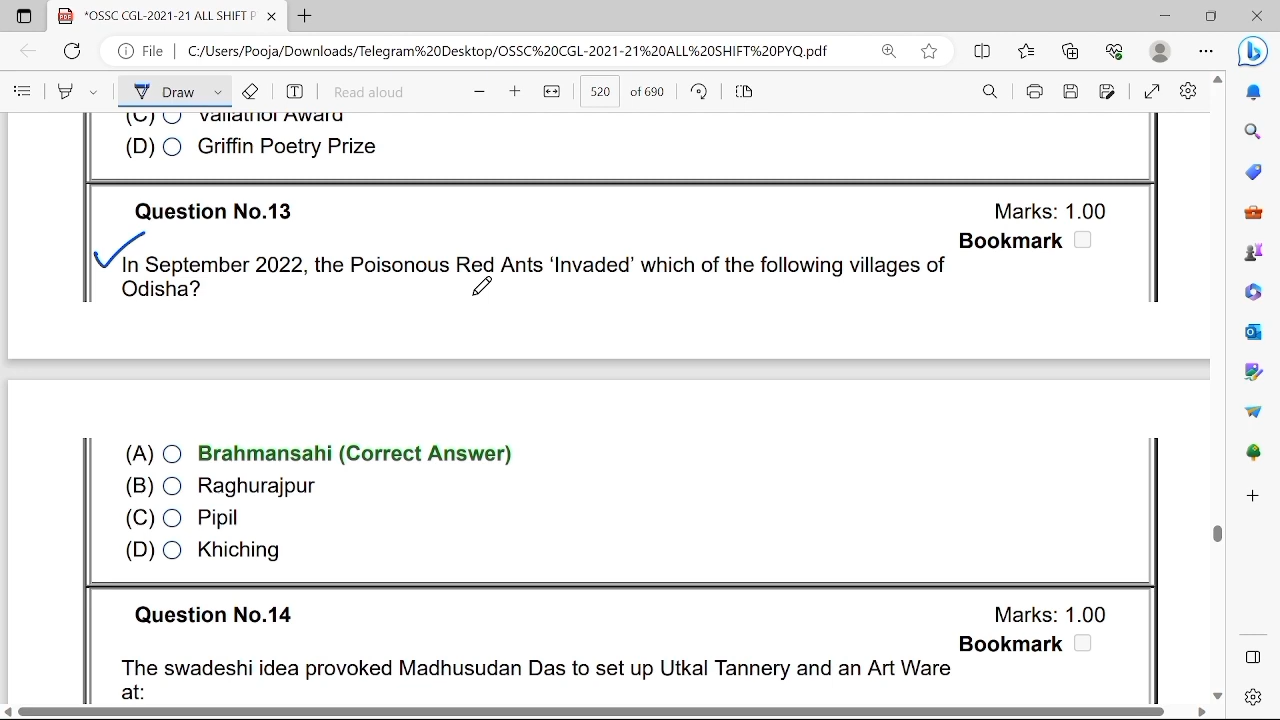 *OSSC CGL-2021-21 ALL SHIFT P
File | C:/Users/Pooja/Downloads/Telegram%20Desktop/OSSC%20CGL-2021-21%20ALL%20SHIFT%20PYQ.pdf
Draw
Read aloud
520 of 690
(C) Vallathol Award
(D) Griffin Poetry Prize
Question No.13 Marks: 1.00
Bookmark
In September 2022, the Poisonous Red Ants ‘Invaded’ which of the following villages of
Odisha?
(A) Brahmansahi (Correct Answer)
(B) Raghurajpur
(C) Pipil
(D) Khiching
Question No.14 Marks: 1.00
Bookmark
The swadeshi idea provoked Madhusudan Das to set up Utkal Tannery and an Art Ware
at: